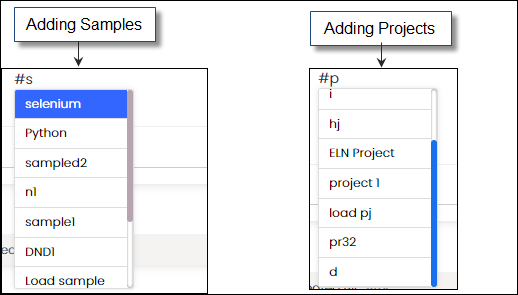 Adding Samples
#s
selenium
Python
sampled2
n1
sample1
DND1
Load sample
Adding Projects
#p
i
hj
ELN Project
project 1
load pj
pr32
d